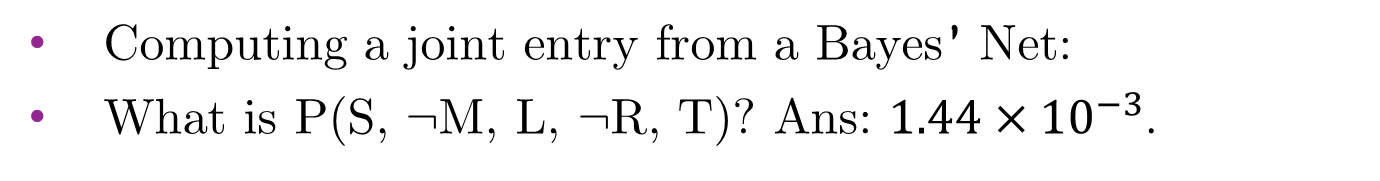 • Computing a joint entry from a Bayes' Net:
• What is P(S, ¬M, L, ¬R, T)? Ans: 1.44 × 10⁻³.